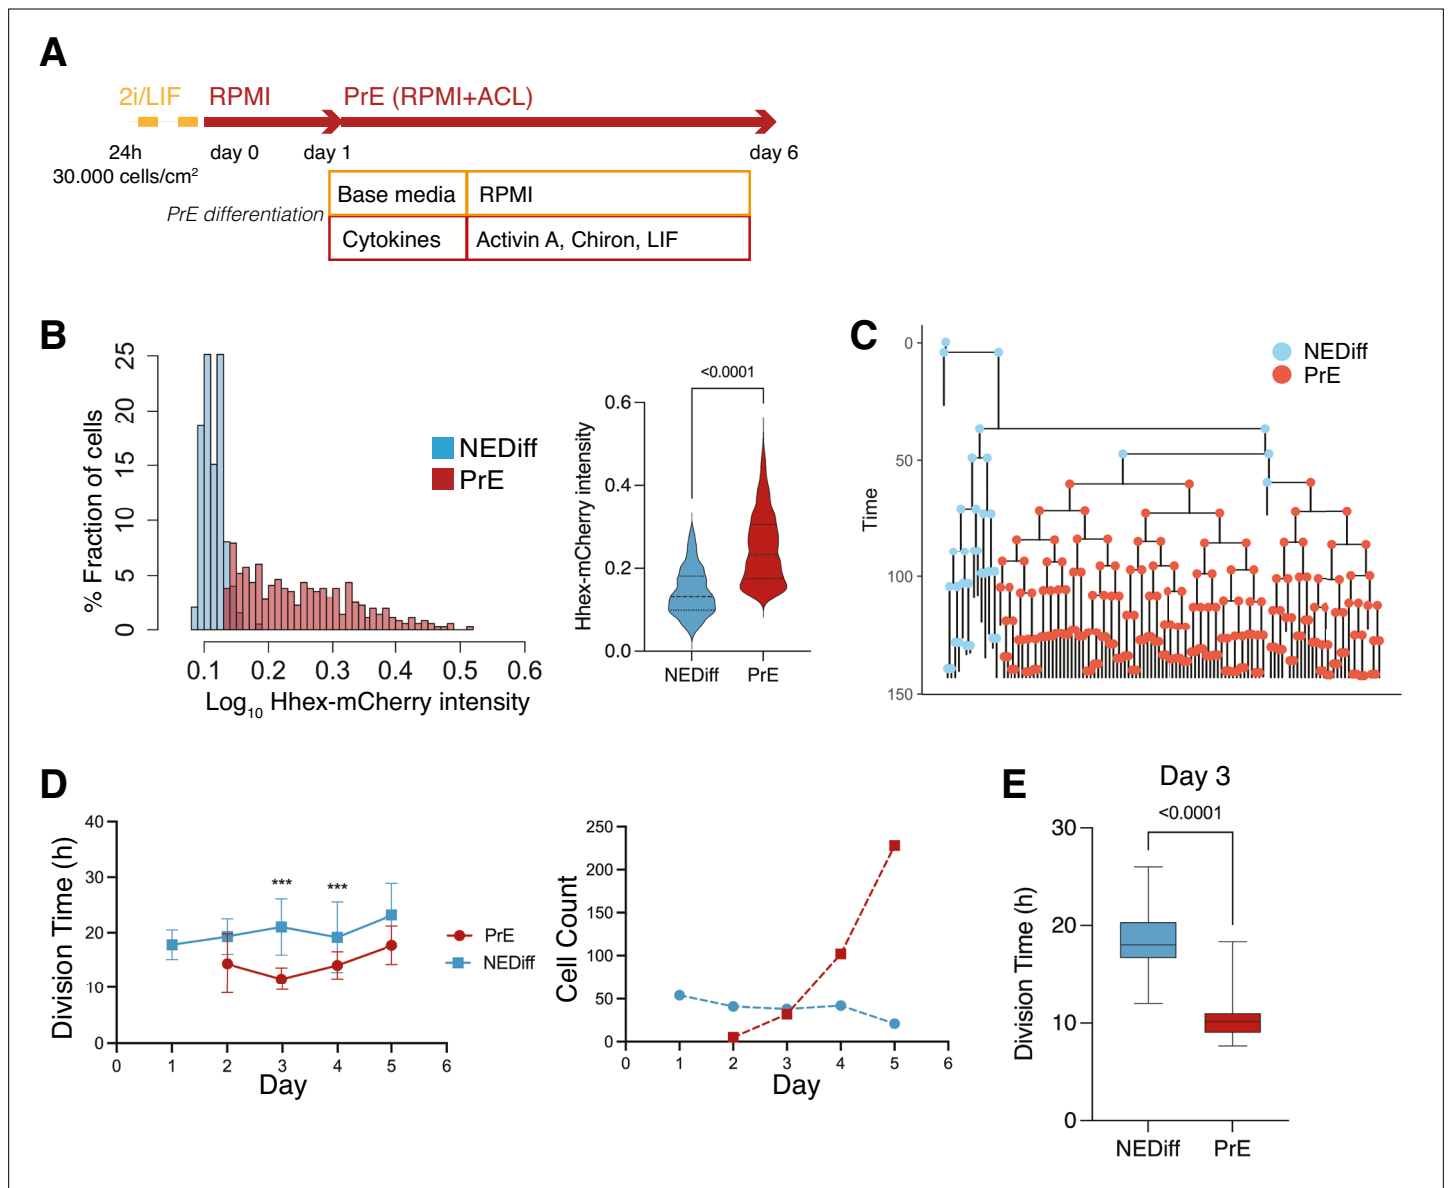 A
2i/LIF RPMI PrE (RPMI+ACL)
24h day 0 day 1 day 6
30.000 cells/cm²
PrE differentiation
Base media RPMI
Cytokines Activin A, Chiron, LIF
B
% Fraction of cells
25
20
15
10
5
0
NEDiff
PrE
0.1 0.2 0.3 0.4 0.5 0.6
Log10 Hhex-mCherry intensity
Hhex-mCherry intensity
<0.0001
0.6
0.4
0.2
0.0
NEDiff PrE
C
Time
0
50
100
150
NEDiff
PrE
D
Division Time (h)
40
30
20
10
0
*** ***
PrE
NEDiff
0 1 2 3 4 5 6
Day
Cell Count
250
200
150
100
50
0
0 1 2 3 4 5 6
Day
E
Day 3
<0.0001
Division Time (h)
30
20
10
0
NEDiff PrE